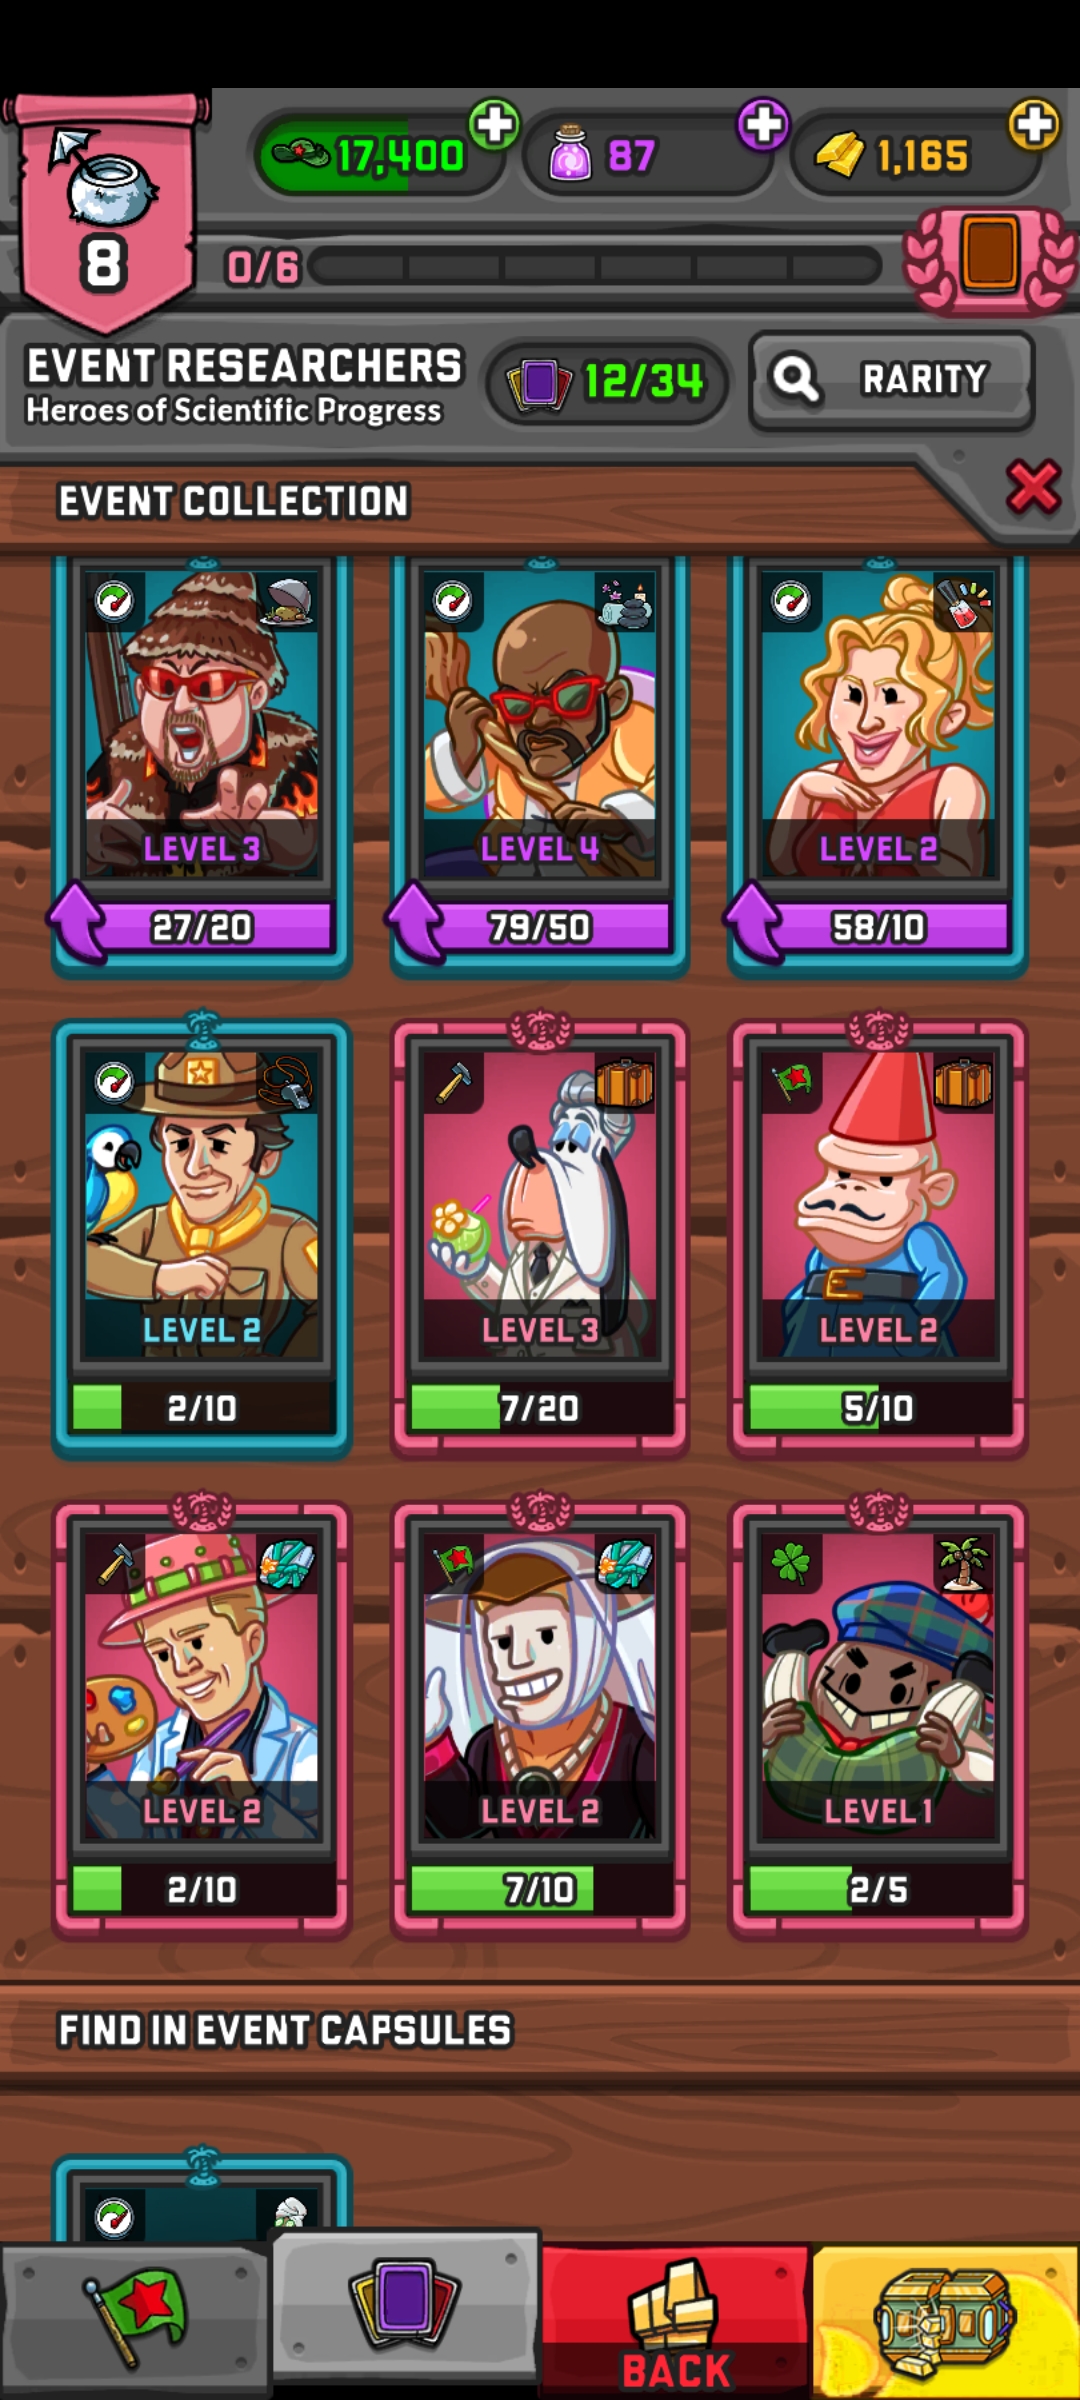 17,400
87
1,165
8
0/6
EVENT RESEARCHERS
Heroes of Scientific Progress
12/34
RARITY
EVENT COLLECTION
LEVEL 3
LEVEL 4
LEVEL 2
27/20
79/50
58/10
LEVEL 2
LEVEL 3
LEVEL 2
2/10
7/20
5/10
LEVEL 2
LEVEL 2
LEVEL 1
2/10
7/10
2/5
FIND IN EVENT CAPSULES
BACK